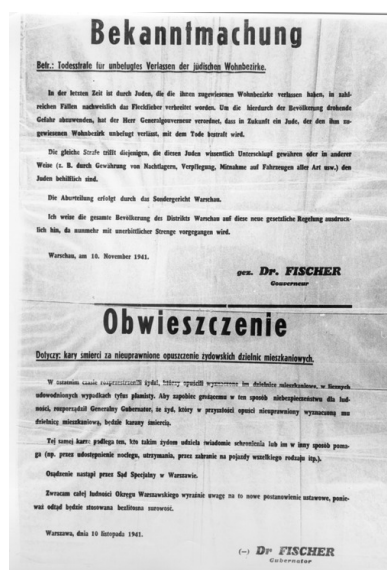 Bekanntmachung
Betr.: Todesstrafe für unbefugtes Verlassen der jüdischen Wohnbezirke.
In der letzten Zeit ist durch Juden, die die ihnen zugewiesenen Wohnbezirke verlassen haben, in zahl-
reichen Fällen nachweislich das Fleckfieber verbreitet worden. Um die hierdurch der Bevölkerung drohende
Gefahr abzuwenden, hat der Herr Generalgouverneur verordnet, dass in Zukunft ein Jude, der den ihm zu-
gewiesenen Wohnbezirk unbefugt verlässt, mit dem Tode bestraft wird.
Die gleiche Strafe trifft diejenigen, die diesen Juden wissentlich Unterschlupf gewähren oder in anderer
Weise (z. B. durch Gewährung von Nachtlagern, Verpflegung, Mitnahme auf Fahrzeugen aller Art usw.) den
Juden behilflich sind.
Die Aburteilung erfolgt durch das Sondergericht Warschau.
Ich weise die gesamte Bevölkerung des Distrikts Warschau auf diese neue gesetzliche Regelung ausdrück-
lich hin, da nunmehr mit unerbittlicher Strenge vorgegangen wird.
Warschau, am 10. November 1941.
gez. Dr. FISCHER
Gouverneur
Obwieszczenie
Dotyczy: kary śmierci za nieuprawnione opuszczenie żydowskich dzielnic mieszkaniowych.
W ostatnim czasie rozprzestrzenili żydzi, którzy opuścili wyznaczone im dzielnice mieszkaniowe, w licznych
udowodnionych wypadkach tyfus plamisty. Aby zapobiec grożącemu w ten sposób niebezpieczeństwu dla lud-
ności, rozporządził Generalny Gubernator, że żyd, który w przyszłości opuści nieuprawniony wyznaczoną mu
dzielnicę mieszkaniową, będzie karany śmiercią.
Tej samej karze podlega ten, kto takim żydom udziela świadomie schronienia lub im w inny sposób poma-
ga (np. przez udostępnienie noclegu, utrzymania, przez zabranie na pojazdy wszelkiego rodzaju itp.).
Osądzenie nastąpi przez Sąd Specjalny w Warszawie.
Zwracam całej ludności Okręgu Warszawskiego wyraźnie uwagę na to nowe postanowienie ustawowe, ponie-
waż odtąd będzie stosowana bezlitosna surowość.
Warszawa, dnia 10 listopada 1941.
(—) Dr FISCHER
Gubernator